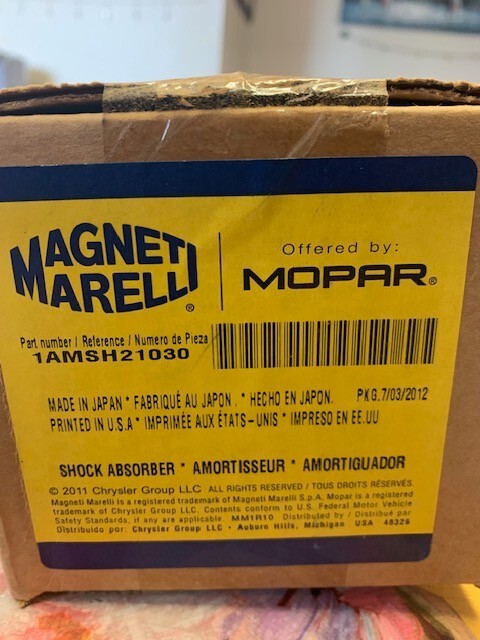 MAGNETI
MARELLI®
Offered by:
MOPAR®
Part number / Reference / Numero de Pieza
1AMSH21030
MADE IN JAPAN * FABRIQUÉ AU JAPON . * HECHO EN JAPON. PKG.7/03/2012
PRINTED IN U.S.A * IMPRIMÉE AUX ÉTATS-UNIS * IMPRESO EN EE.UU
SHOCK ABSORBER * AMORTISSEUR * AMORTIGUADOR
© 2011 Chrysler Group LLC ALL RIGHTS RESERVED / TOUS DROITS RÉSERVÉS.
Magneti Marelli is a registered trademark of Magneti Marelli S.p.A. Mopar is a registered
trademark of Chrysler Group LLC. Contents conform to U.S. Federal Motor Vehicle
Safety Standards, if any are applicable. MM1R10 Distributed by / Distribué par
Distribuido por: Chrysler Group LLC • Auburn Hills, Michigan USA 48326